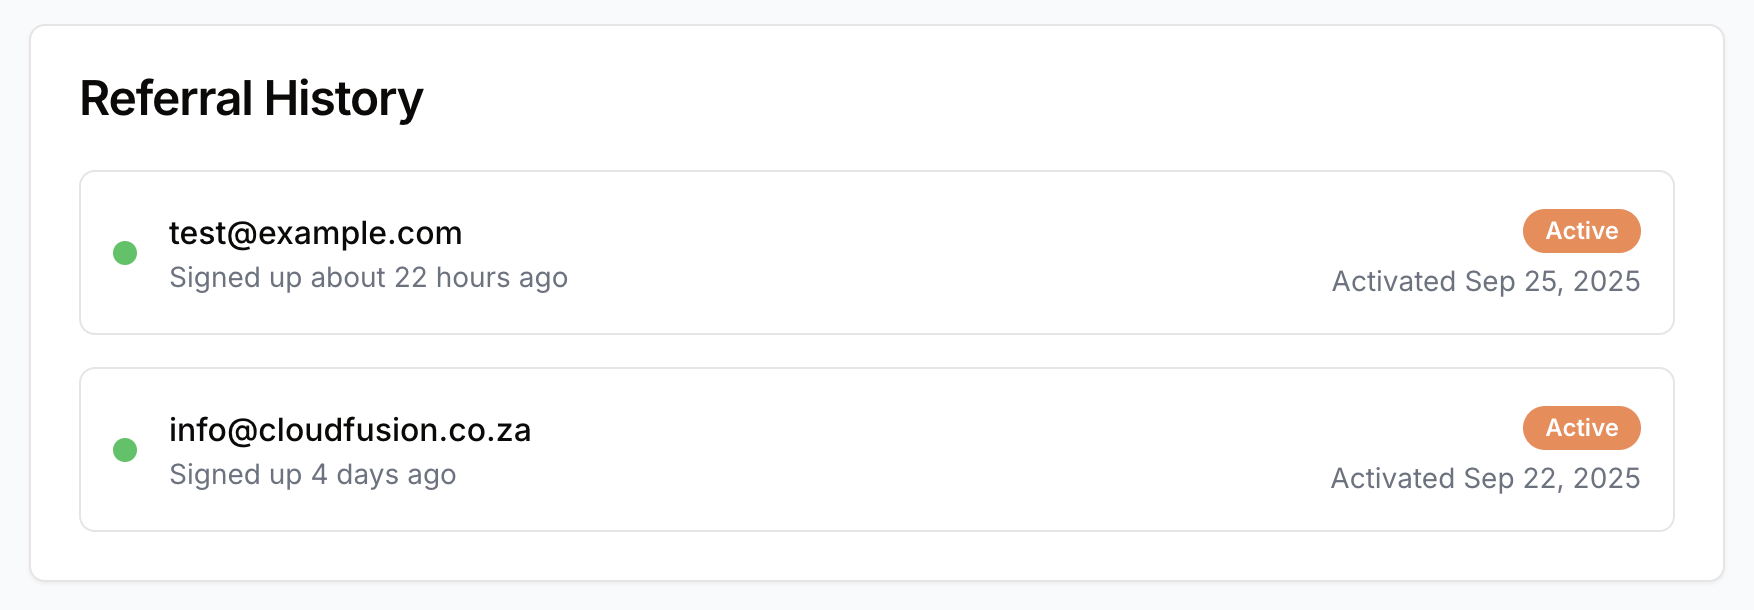 Referral History
test@example.com
Signed up about 22 hours ago
Active
Activated Sep 25, 2025
info@cloudfusion.co.za
Signed up 4 days ago
Active
Activated Sep 22, 2025